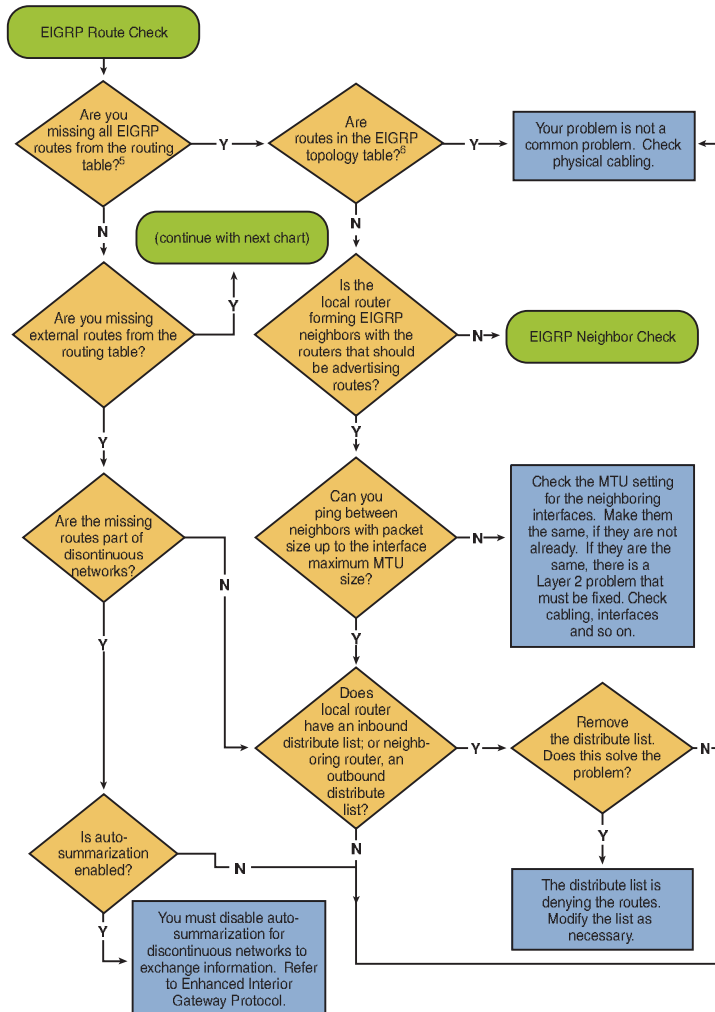 EIGRP Route Check
Are you
missing all EIGRP
routes from the routing
table?5
Y
Are
routes in the EIGRP
topology table?6
Y
Your problem is not a
common problem. Check
physical cabling.
N
N
(continue with next chart)
Y
Are you missing
external routes from the
routing table?
Is the
local router
forming EIGRP
neighbors with the
routers that should
be advertising
routes?
N
EIGRP Neighbor Check
Y
Y
Are the missing
routes part of
discontinuous
networks?
N
Can you
ping between
neighbors with packet
size up to the interface
maximum MTU
size?
N
Check the MTU setting
for the neighboring
interfaces. Make them
the same, if they are not
already. If they are the
same, there is a
Layer 2 problem that
must be fixed. Check
cabling, interfaces
and so on.
Y
Y
Does
local router
have an inbound
distribute list; or neighb-
oring router, an
outbound
distribute
list?
Y
Remove
the distribute list.
Does this solve the
problem?
N
Y
N
Is auto-
summarization
enabled?
N
The distribute list is
denying the routes.
Modify the list as
necessary.
Y
You must disable auto-
summarization for
discontinuous networks to
exchange information. Refer
to Enhanced Interior
Gateway Protocol.